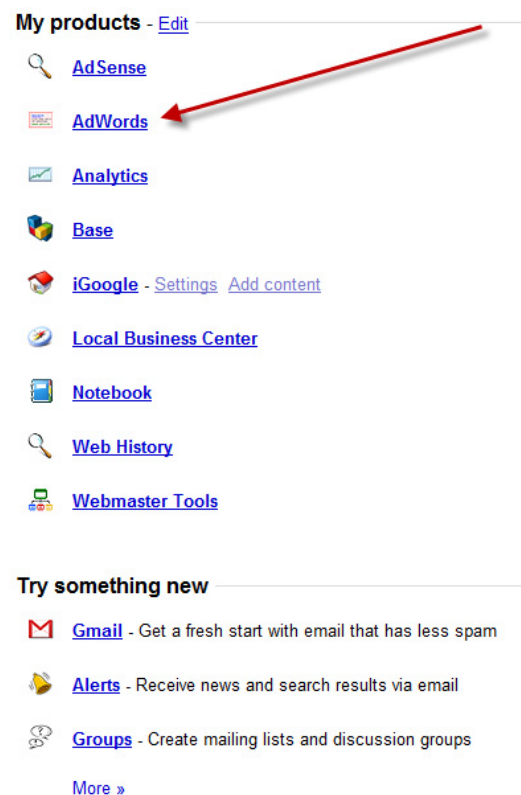 My products - Edit
AdSense
AdWords
Analytics
Base
iGoogle - Settings Add content
Local Business Center
Notebook
Web History
Webmaster Tools
Try something new
Gmail - Get a fresh start with email that has less spam
Alerts - Receive news and search results via email
Groups - Create mailing lists and discussion groups
More »